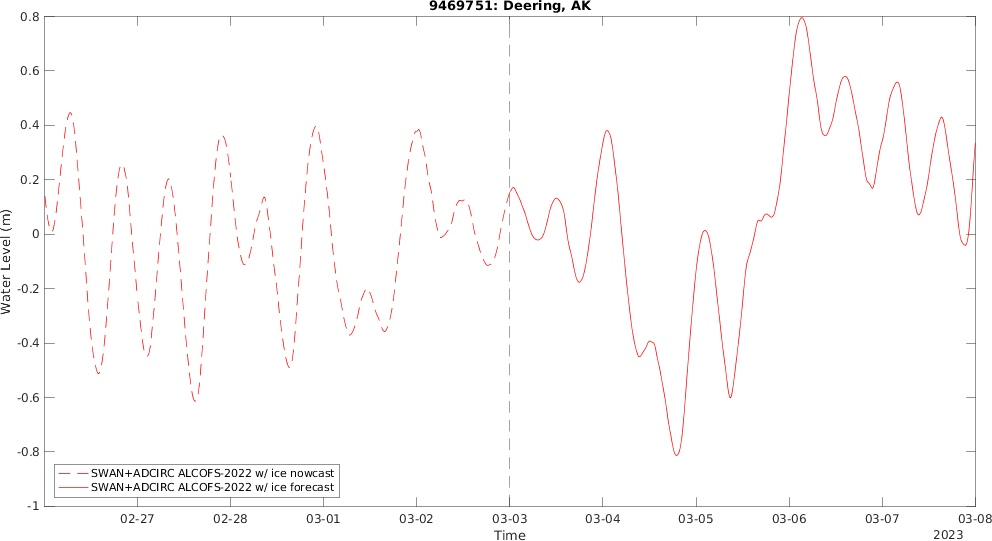 9469751: Deering, AK
Water Level (m)
0.8
0.6
0.4
0.2
0
-0.2
-0.4
-0.6
-0.8
-1
SWAN+ADCIRC ALCOFS-2022 w/ ice nowcast
SWAN+ADCIRC ALCOFS-2022 w/ ice forecast
02-27 02-28 03-01 03-02 03-03 03-04 03-05 03-06 03-07 03-08
Time
2023